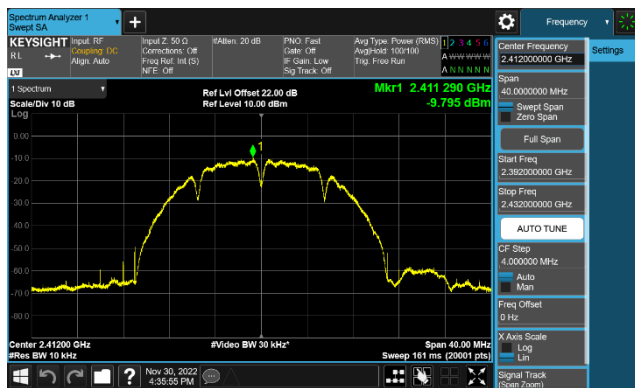 Spectrum Analyzer 1
Swept SA
Frequency
KEYSIGHT
RL
Input: RF
Coupling: DC
Align: Auto
Input Z: 50 Ω
Corrections: Off
Freq Ref: Int (S)
NFE: Off
#Atten: 20 dB
PNO: Fast
Gate: Off
IF Gain: Low
Sig Track: Off
Avg Type: Power (RMS)
Avg|Hold: 100/100
Trig: Free Run
1 2 3 4 5 6
A W W W W W
A N N N N N
LXI
1 Spectrum
Scale/Div 10 dB
Log
Ref Lvl Offset 22.00 dB
Ref Level 10.00 dBm
Mkr1 2.411 290 GHz
-9.795 dBm
0.00
-10.0
-20.0
-30.0
-40.0
-50.0
-60.0
-70.0
-80.0
1
Center 2.41200 GHz
#Res BW 10 kHz
#Video BW 30 kHz*
Span 40.00 MHz
Sweep 161 ms (20001 pts)
Center Frequency
2.412000000 GHz
Settings
Span
40.0000000 MHz
Swept Span
Zero Span
Full Span
Start Freq
2.392000000 GHz
Stop Freq
2.432000000 GHz
AUTO TUNE
CF Step
4.000000 MHz
Auto
Man
Freq Offset
0 Hz
X Axis Scale
Log
Lin
Signal Track
(Span Zoom)
?
Nov 30, 2022
4:35:55 PM